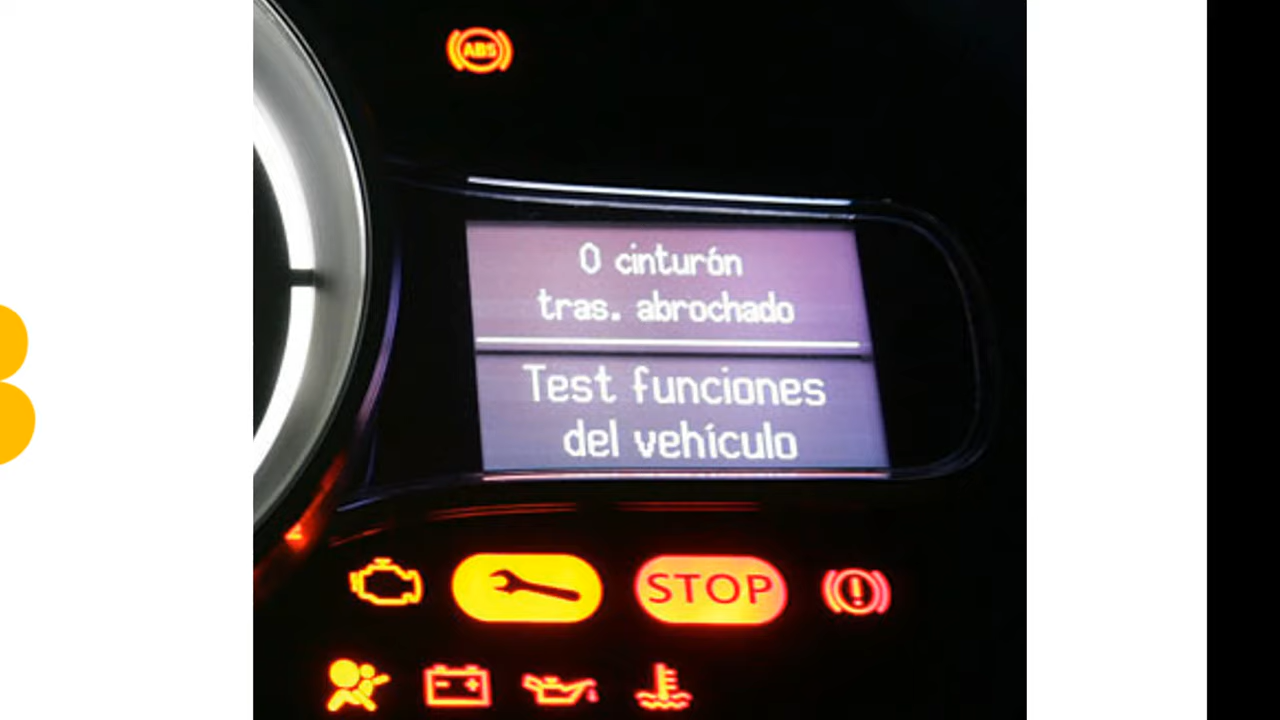 ABS
0 cinturón
tras. abrochado
Test funciones
del vehículo
STOP